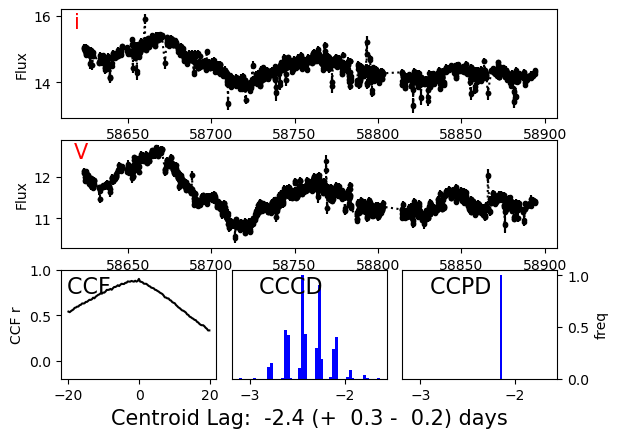 i
Flux
16
14
58650 58700 58750 58800 58850 58900
V
Flux
12
11
58650 58700 58750 58800 58850 58900
CCF
CCF r
1.0
0.5
0.0
−20 0 20
CCCD
−3 −2
CCPD
−3 −2
1.0
0.5
0.0
freq
Centroid Lag: -2.4 (+ 0.3 - 0.2) days